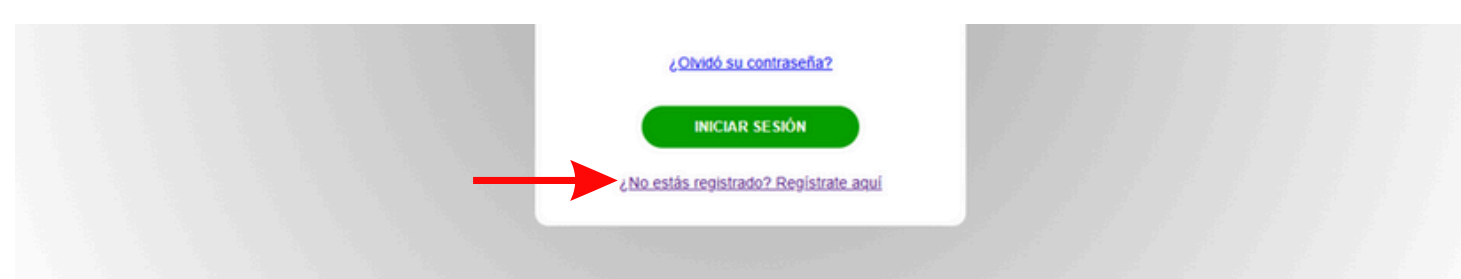 ¿Olvidó su contraseña?
INICIAR SESIÓN
¿No estás registrado? Regístrate aquí